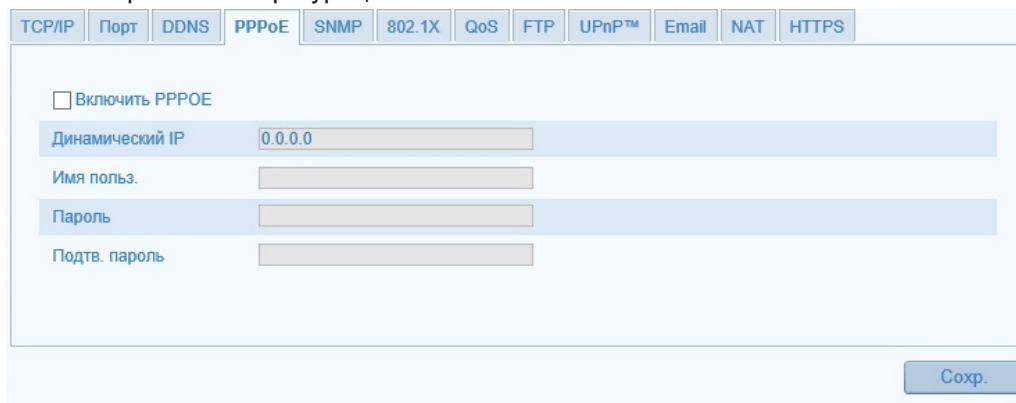 TCP/IP Порт DDNS PPPoE SNMP 802.1X QoS FTP UPnP™ Email NAT HTTPS
Включить PPPOE
Динамический IP 0.0.0.0
Имя польз.
Пароль
Подтв. пароль
Сохр.